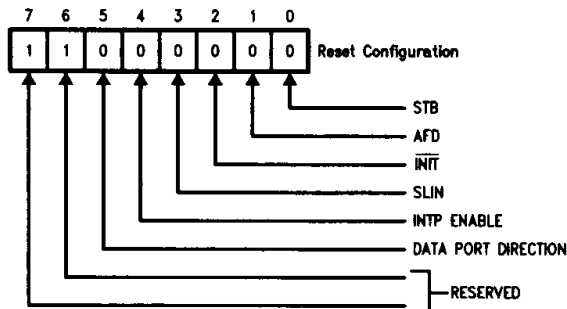 7 6 5 4 3 2 1 0
1 1 0 0 0 0 0 0 Reset Configuration
STB
AFD
INIT
SLIN
INTP ENABLE
DATA PORT DIRECTION
RESERVED